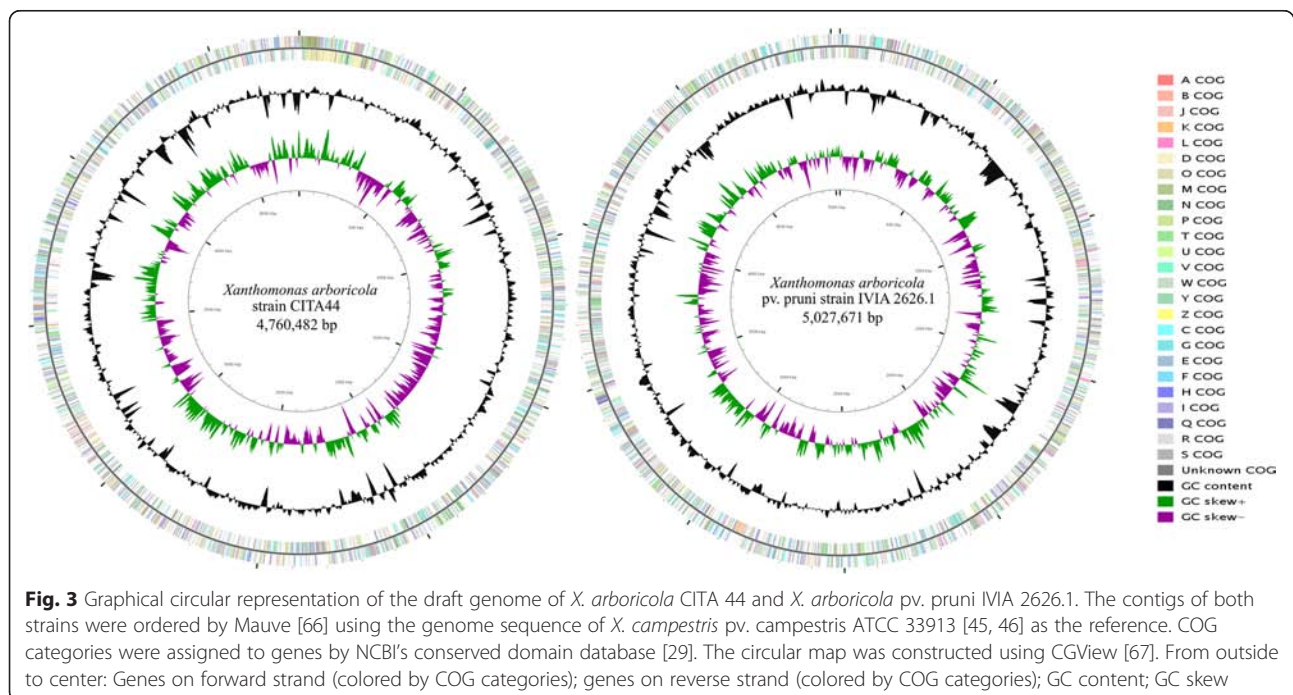 Xanthomonas arboricola
strain CITA44
4,760,482 bp
Xanthomonas arboricola
pv. pruni strain IVIA 2626.1
5,027,671 bp
A COG
B COG
J COG
K COG
L COG
D COG
O COG
M COG
N COG
P COG
T COG
U COG
V COG
W COG
Y COG
Z COG
C COG
G COG
E COG
F COG
H COG
I COG
Q COG
R COG
S COG
Unknown COG
GC content
GC skew+
GC skew-
Fig. 3 Graphical circular representation of the draft genome of X. arboricola CITA 44 and X. arboricola pv. pruni IVIA 2626.1. The contigs of both
strains were ordered by Mauve [66] using the genome sequence of X. campestris pv. campestris ATCC 33913 [45, 46] as the reference. COG
categories were assigned to genes by NCBI's conserved domain database [29]. The circular map was constructed using CGView [67]. From outside
to center: Genes on forward strand (colored by COG categories); genes on reverse strand (colored by COG categories); GC content; GC skew